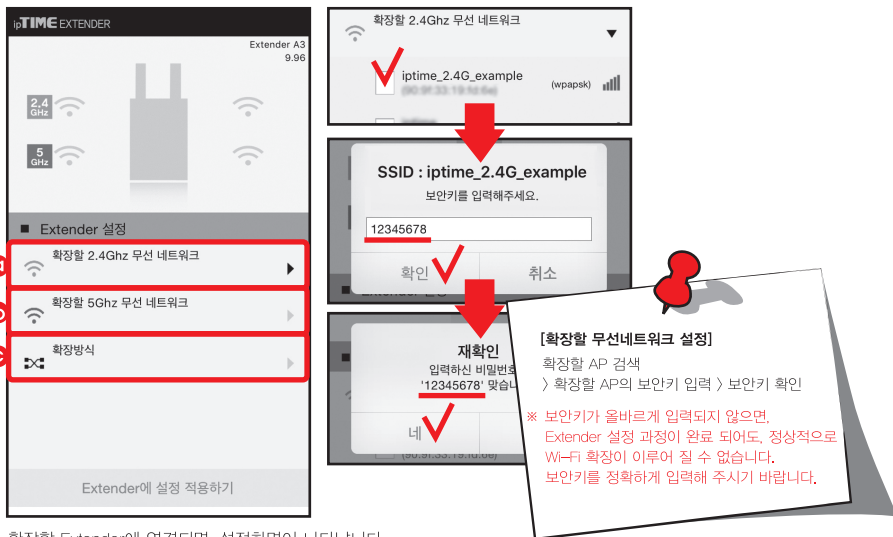 ipTIME EXTENDER
Extender A3
9.96
2.4
GHz
5
GHz
■ Extender 설정
확장할 2.4Ghz 무선 네트워크
확장할 5Ghz 무선 네트워크
확장방식
Extender에 설정 적용하기
확장할 2.4Ghz 무선 네트워크
iptime_2.4G_example
(wpapsk)
SSID : iptime_2.4G_example
보안키를 입력해주세요.
12345678
확인
취소
재확인
입력하신 비밀번호
'12345678' 맞습니
네
[확장할 무선네트워크 설정]
확장할 AP 검색
〉확장할 AP의 보안키 입력 〉보안키 확인
※ 보안키가 올바르게 입력되지 않으면,
Extender 설정 과정이 완료 되어도, 정상적으로
Wi-Fi 확장이 이루어 질 수 없습니다.
보안키를 정확하게 입력해 주시기 바랍니다.